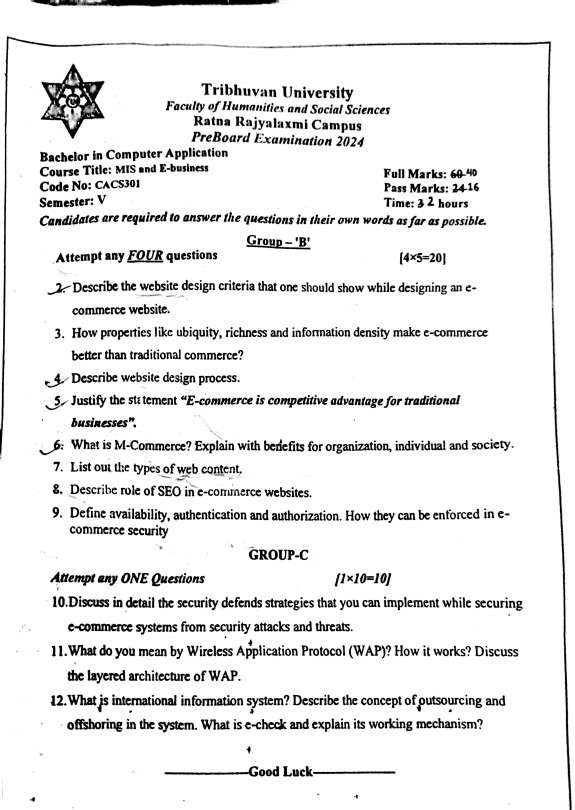 Tribhuvan University
Faculty of Humanities and Social Sciences
Ratna Rajyalaxmi Campus
PreBoard Examination 2024
Bachelor in Computer Application
Course Title: MIS and E-business
Full Marks: 60 40
Code No: CACS301
Pass Marks: 24 16
Semester: V
Time: 3 2 hours
Candidates are required to answer the questions in their own words as far as possible.
Group – 'B'
Attempt any FOUR questions [4×5=20]
2. Describe the website design criteria that one should show while designing an e-
commerce website.
3. How properties like ubiquity, richness and information density make e-commerce
better than traditional commerce?
4. Describe website design process.
5. Justify the statement “E-commerce is competitive advantage for traditional
businesses”.
6. What is M-Commerce? Explain with benefits for organization, individual and society.
7. List out the types of web content.
8. Describe role of SEO in e-commerce websites.
9. Define availability, authentication and authorization. How they can be enforced in e-
commerce security
GROUP-C
Attempt any ONE Questions [1×10=10]
10.Discuss in detail the security defends strategies that you can implement while securing
e-commerce systems from security attacks and threats.
11.What do you mean by Wireless Application Protocol (WAP)? How it works? Discuss
the layered architecture of WAP.
12.What is international information system? Describe the concept of outsourcing and
offshoring in the system. What is e-check and explain its working mechanism?
Good Luck